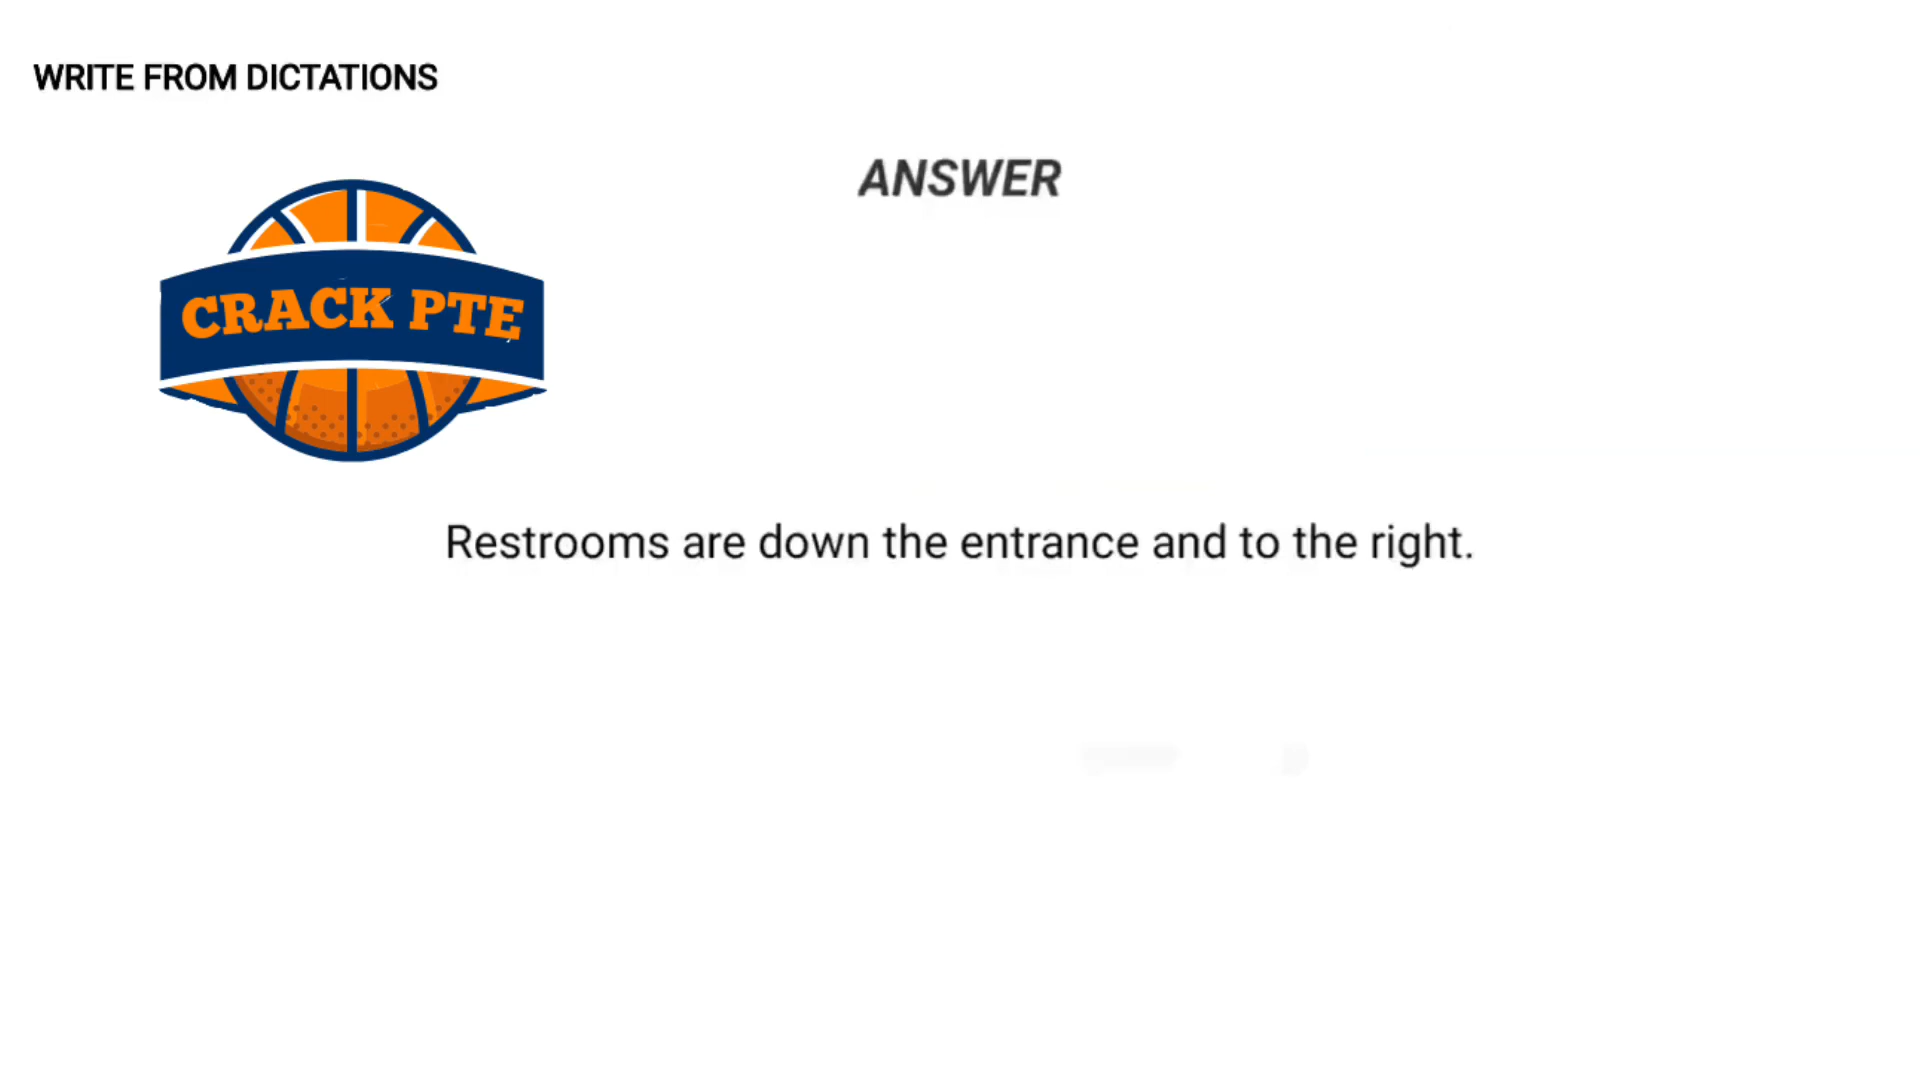 WRITE FROM DICTATIONS
ANSWER
CRACK PTE
Restrooms are down the entrance and to the right.